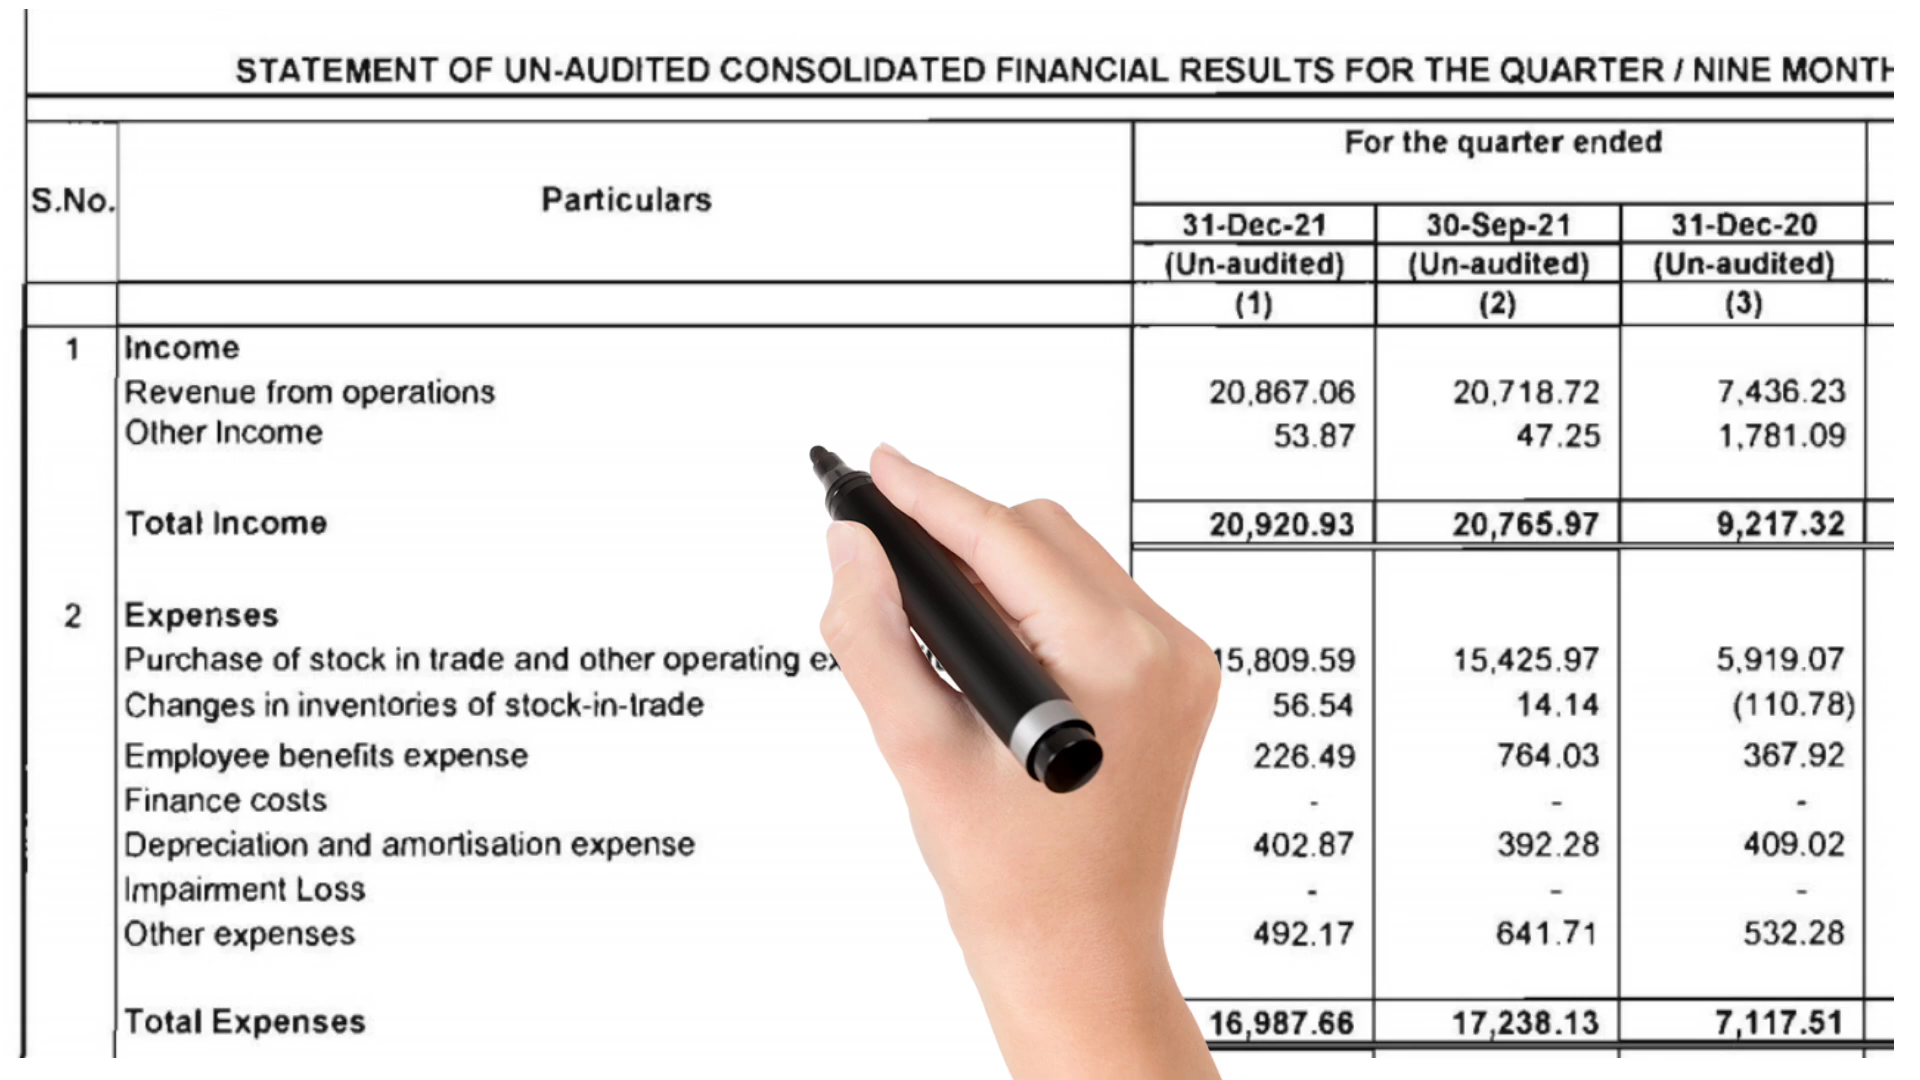 STATEMENT OF UN-AUDITED CONSOLIDATED FINANCIAL RESULTS FOR THE QUARTER / NINE MONTH
S.No. Particulars For the quarter ended
31-Dec-21 30-Sep-21 31-Dec-20
(Un-audited) (Un-audited) (Un-audited)
(1) (2) (3)
1 Income
Revenue from operations 20,867.06 20,718.72 7,436.23
Other Income 53.87 47.25 1,781.09
Total Income 20,920.93 20,765.97 9,217.32
2 Expenses
Purchase of stock in trade and other operating 15,809.59 15,425.97 5,919.07
Changes in inventories of stock-in-trade 56.54 14.14 (110.78)
Employee benefits expense 226.49 764.03 367.92
Finance costs - - -
Depreciation and amortisation expense 402.87 392.28 409.02
Impairment Loss - - -
Other expenses 492.17 641.71 532.28
Total Expenses 16,987.66 17,238.13 7,117.51